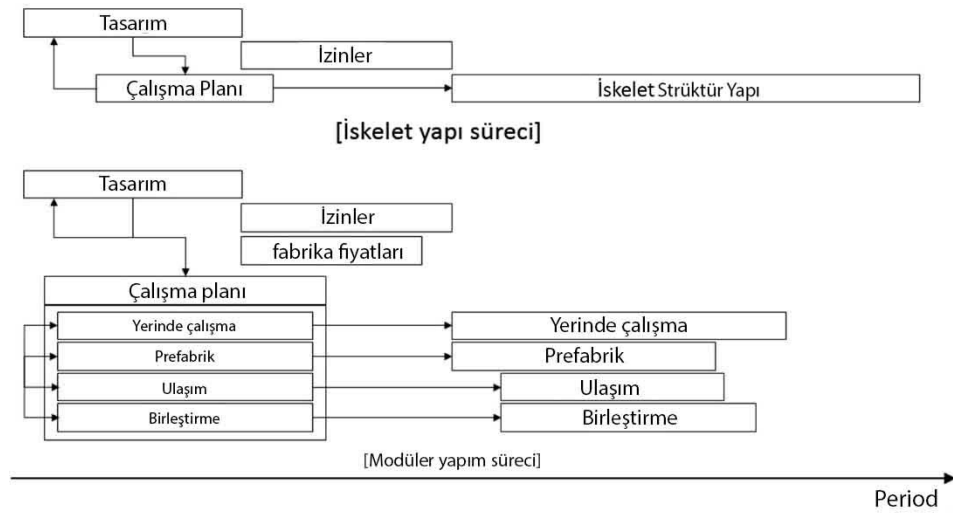 Tasarım
İzinler
Çalışma Planı
İskelet Strüktür Yapı
[İskelet yapı süreci]
Tasarım
İzinler
fabrika fiyatları
Çalışma planı
Yerinde çalışma
Yerinde çalışma
Prefabrik
Prefabrik
Ulaşım
Ulaşım
Birleştirme
Birleştirme
[Modüler yapım süreci]
Period